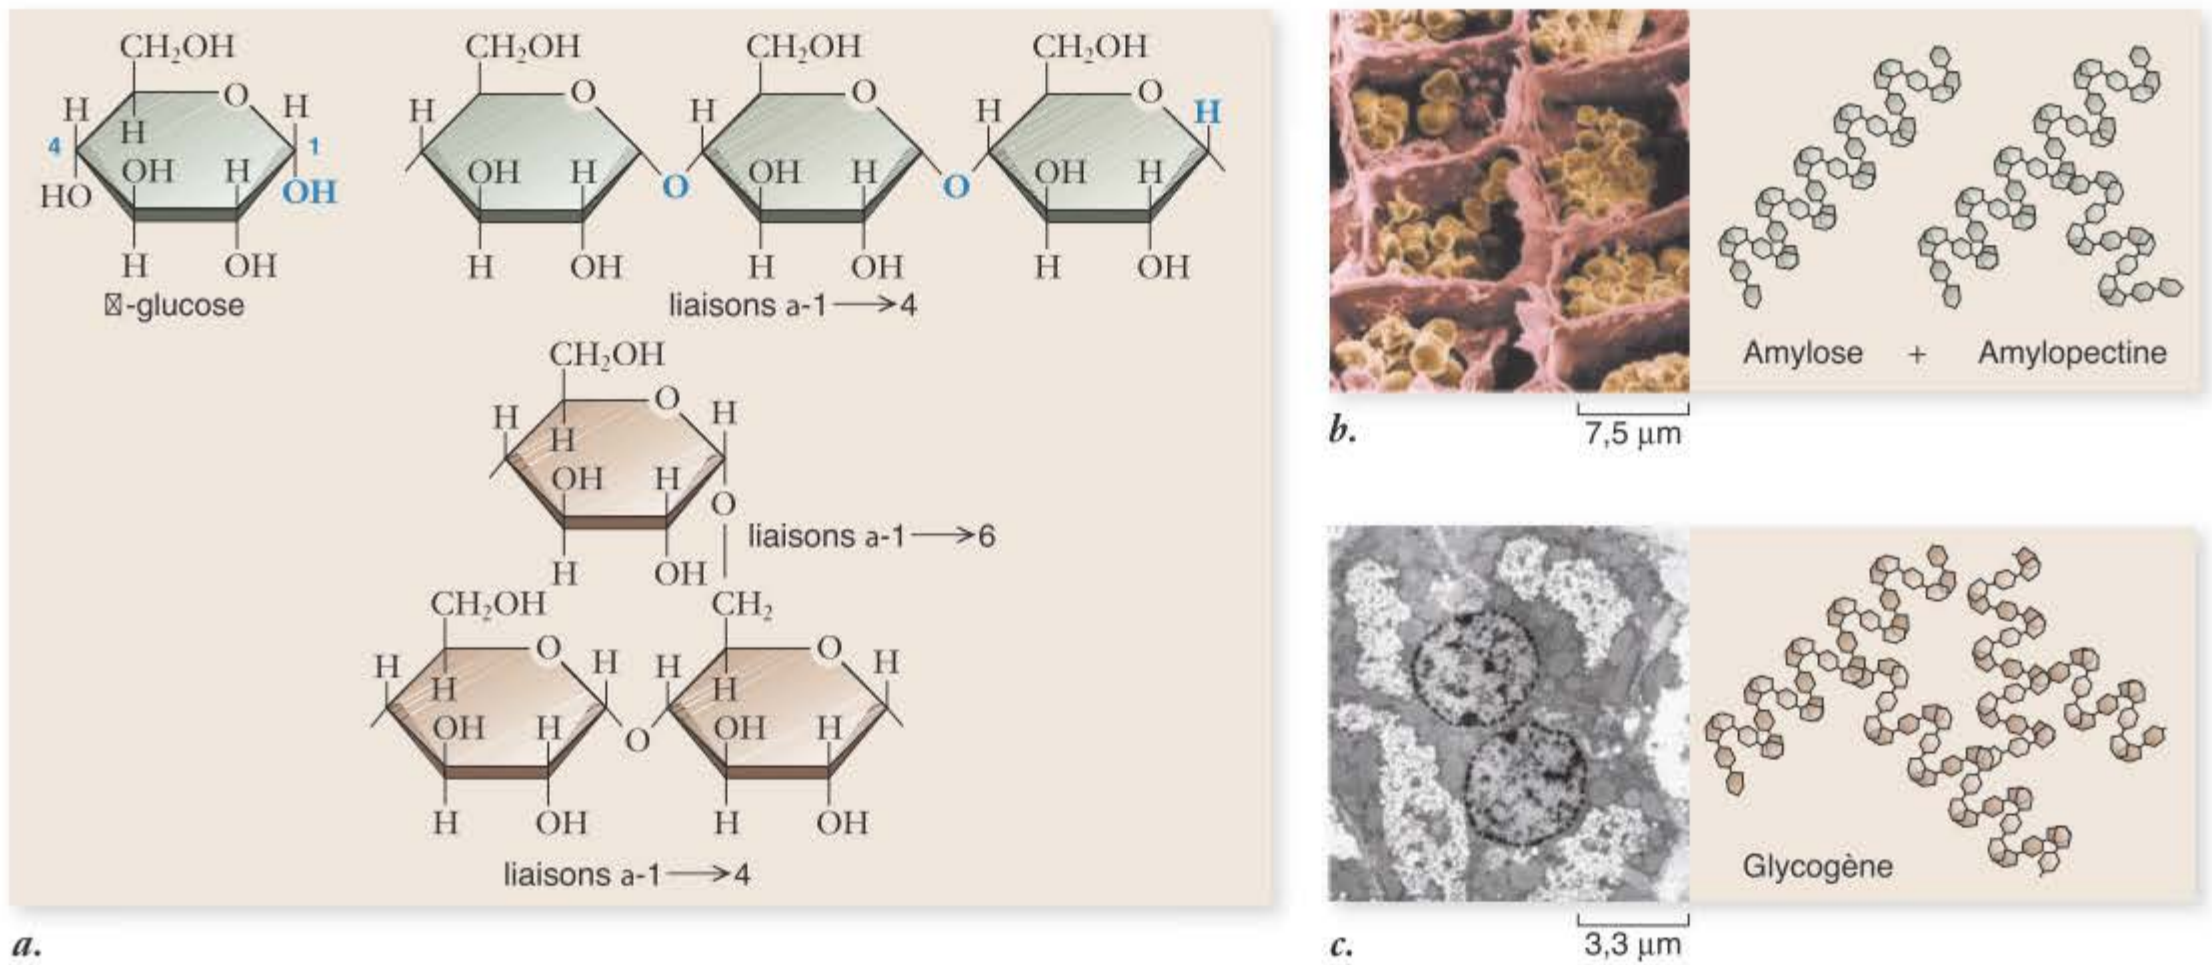 CH₂OH CH₂OH CH₂OH CH₂OH
O H O O O
H H H H H
4 H 1
OH H OH H OH H OH H
HO OH O O
H OH H OH H OH H OH
-glucose
liaisons a-1⟶4
CH₂OH
O
H H
H
OH H
O
liaisons a-1⟶6
H OH
CH₂OH CH₂
O O
H H H H
H H
OH H OH H
O
H OH H OH
liaisons a-1⟶4
a.
Amylose + Amylopectine
b.
7,5 µm
Glycogène
c.
3,3 µm